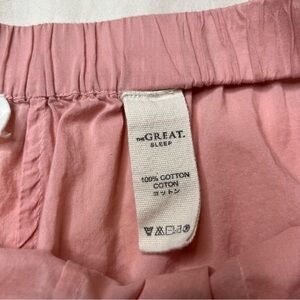 THE GREAT.
SLEEP
100% COTTON
COTON
コットン